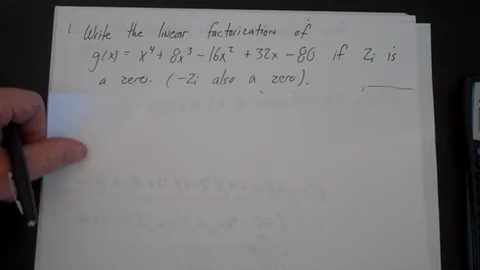 1. Write the linear factorization of
g(x) = x⁴ + 8x³ - 16x² + 32x - 80 if 2i is
a zero. (-2i also a zero).